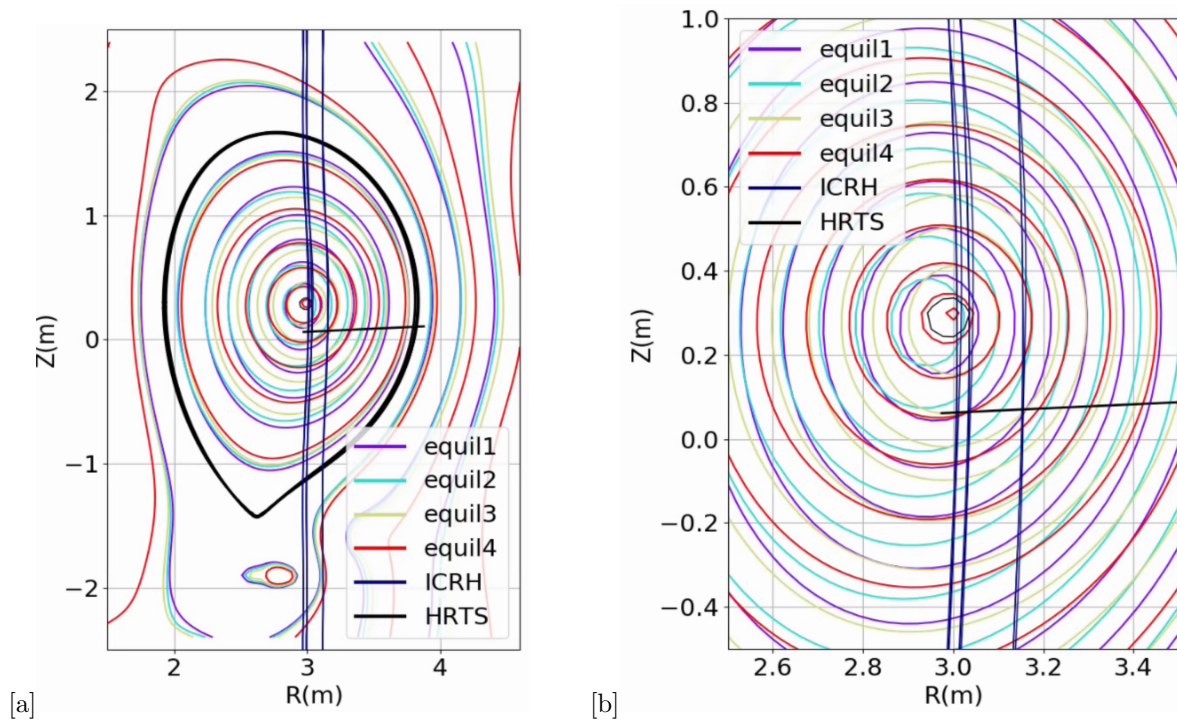 2
1
0
−1
−2
Z(m)
2
3
4
R(m)
equil1
equil2
equil3
equil4
ICRH
HRTS
[a]
1.0
0.8
0.6
0.4
0.2
0.0
−0.2
−0.4
Z(m)
2.6
2.8
3.0
3.2
3.4
R(m)
equil1
equil2
equil3
equil4
ICRH
HRTS
[b]